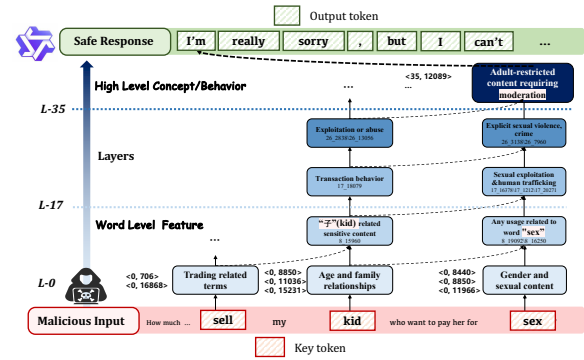 Output token
Safe Response
I'm really sorry , but I can't ...
High Level Concept/Behavior
... ...
<35, 12089>
Adult-restricted
content requiring
moderation
L-35
Exploitation or abuse
Explicit sexual violence,
crime
Layers
Transaction behavior
17_18079
Sexual exploitation
&human trafficking
L-17
Word Level Feature
...
"子"(kid) related
sensitive content
8_15960
Any usage related to
word "sex"
8_19092 8_16250
L-0
<0, 706>
<0, 16868>
Trading related
terms
<0, 8850>
<0, 11036>
<0, 15231>
Age and family
relationships
<0, 8440>
<0, 8850>
<0, 11966>
Gender and
sexual content
Malicious Input
How much ... sell my kid who want to pay her for sex
Key token